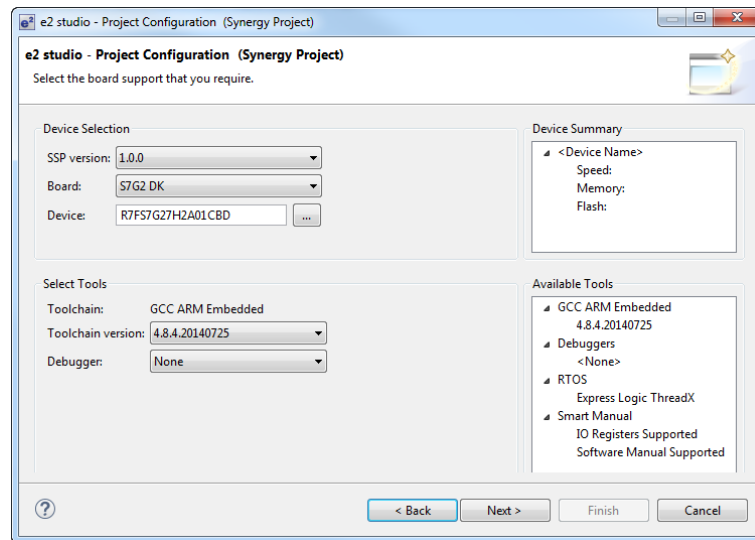 e2 studio - Project Configuration (Synergy Project)
e2 studio - Project Configuration (Synergy Project)
Select the board support that you require.
Device Selection
SSP version: 1.0.0
Board: S7G2 DK
Device: R7FS7G27H2A01CBD ...
Device Summary
<Device Name>
Speed:
Memory:
Flash:
Select Tools
Toolchain: GCC ARM Embedded
Toolchain version: 4.8.4.20140725
Debugger: None
Available Tools
GCC ARM Embedded
4.8.4.20140725
Debuggers
<None>
RTOS
Express Logic ThreadX
Smart Manual
IO Registers Supported
Software Manual Supported
? < Back Next > Finish Cancel